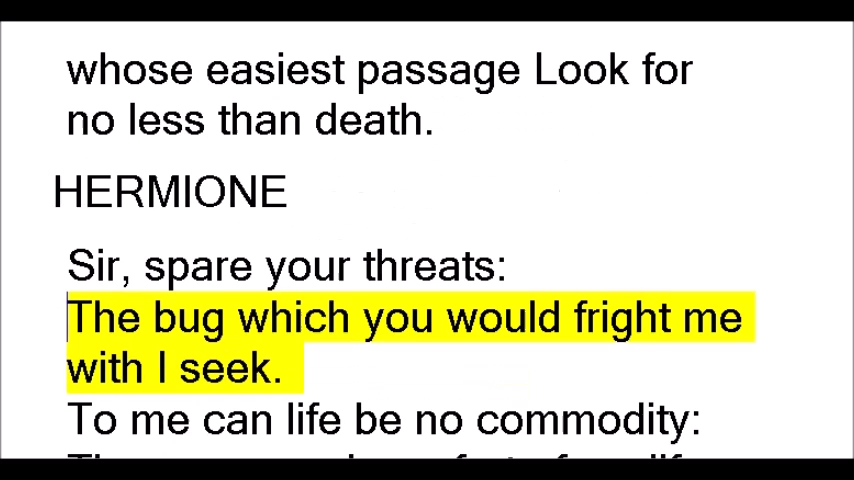 whose easiest passage Look for
no less than death.
HERMIONE
Sir, spare your threats:
The bug which you would fright me
with I seek.
To me can life be no commodity: